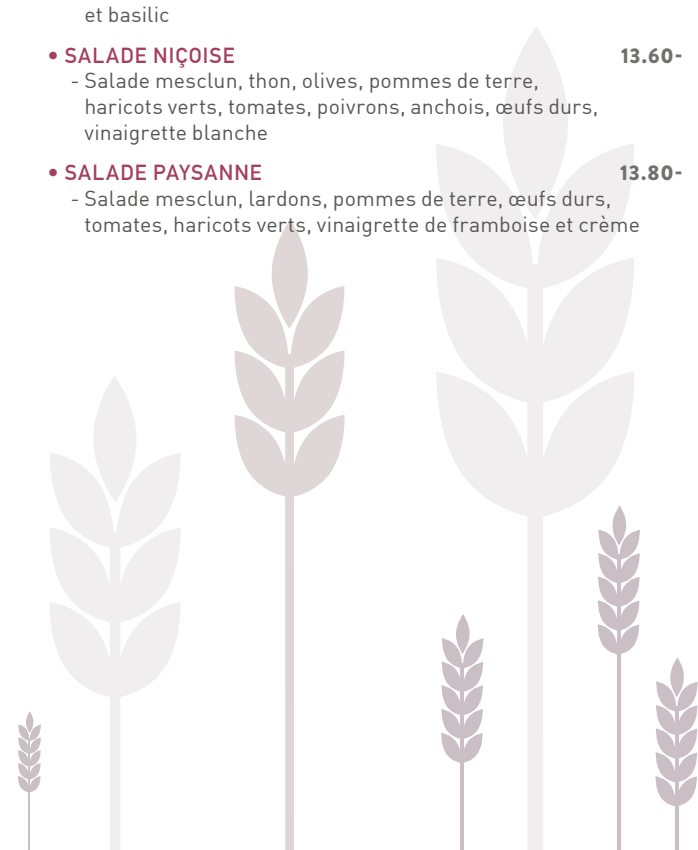 et basilic
• SALADE NIÇOISE 13.60-
- Salade mesclun, thon, olives, pommes de terre,
haricots verts, tomates, poivrons, anchois, œufs durs,
vinaigrette blanche
• SALADE PAYSANNE 13.80-
- Salade mesclun, lardons, pommes de terre, œufs durs,
tomates, haricots verts, vinaigrette de framboise et crème